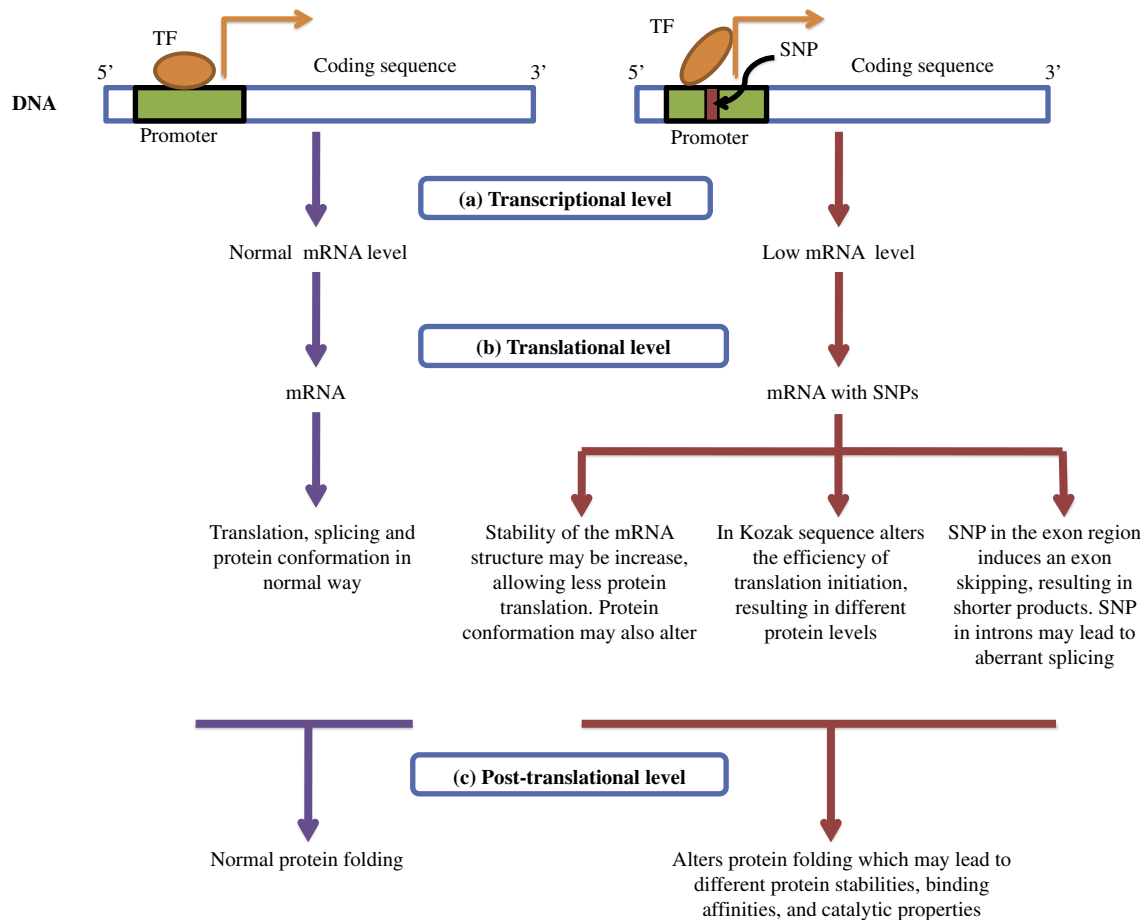 TF
5’
Coding sequence
3’
DNA
Promoter
TF
SNP
5’
Coding sequence
3’
Promoter
(a) Transcriptional level
Normal mRNA level
Low mRNA level
(b) Translational level
mRNA
mRNA with SNPs
Translation, splicing and
protein conformation in
normal way
Stability of the mRNA
structure may be increase,
allowing less protein
translation. Protein
conformation may also alter
In Kozak sequence alters
the efficiency of
translation initiation,
resulting in different
protein levels
SNP in the exon region
induces an exon
skipping, resulting in
shorter products. SNP
in introns may lead to
aberrant splicing
(c) Post-translational level
Normal protein folding
Alters protein folding which may lead to
different protein stabilities, binding
affinities, and catalytic properties